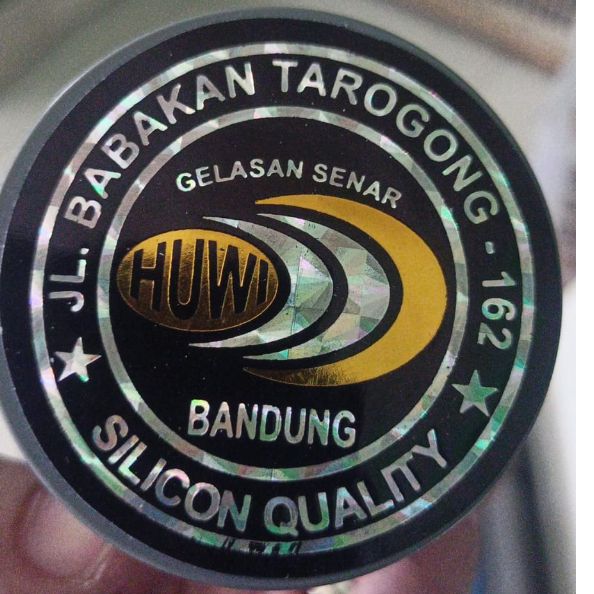 JL. BABAKAN TAROGONG - 162
GELASAN SENAR
HUWI
BANDUNG
SILICON QUALITY